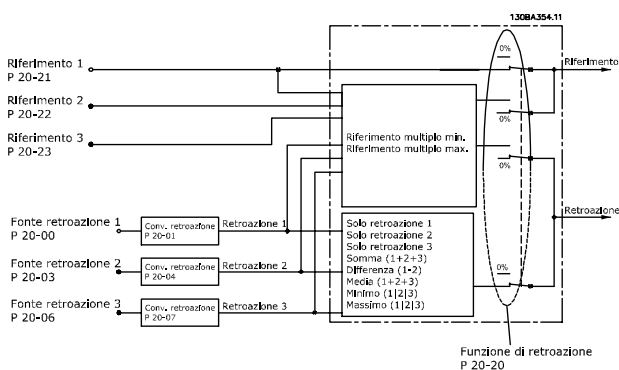 130BA354.11
Riferimento 1
P 20-21
0%
Riferimento
Riferimento 2
P 20-22
0%
Riferimento 3
P 20-23
Riferimento multiplo min.
Riferimento multiplo max.
0%
Fonte retroazione 1
P 20-00
Conv. retroazione
P 20-01
Retroazione 1
Retroazione
Fonte retroazione 2
P 20-03
Conv. retroazione
P 20-04
Retroazione 2
Fonte retroazione 3
P 20-06
Conv. retroazione
P 20-07
Retroazione 3
Solo retroazione 1
Solo retroazione 2
Solo retroazione 3
Somma (1+2+3)
Differenza (1-2)
Media (1+2+3)
Minimo (1|2|3)
Massimo (1|2|3)
0%
Funzione di retroazione
P 20-20